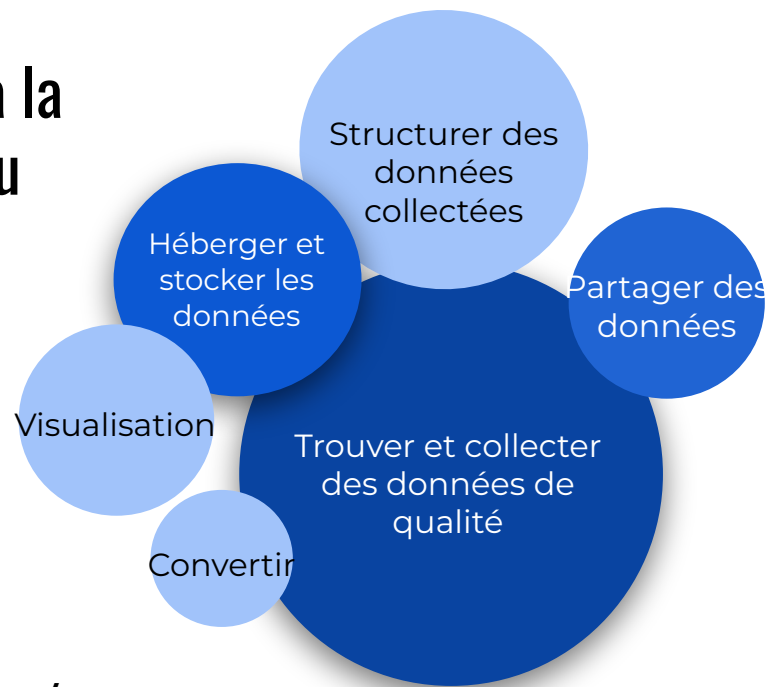 à la
u
Structurer des
données
collectées
Héberger et
stocker les
données
Partager des
données
Visualisation
Trouver et collecter
des données de
qualité
Convertir